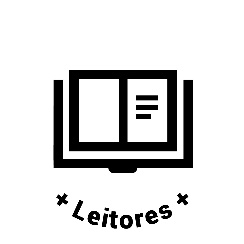 + Leitores +